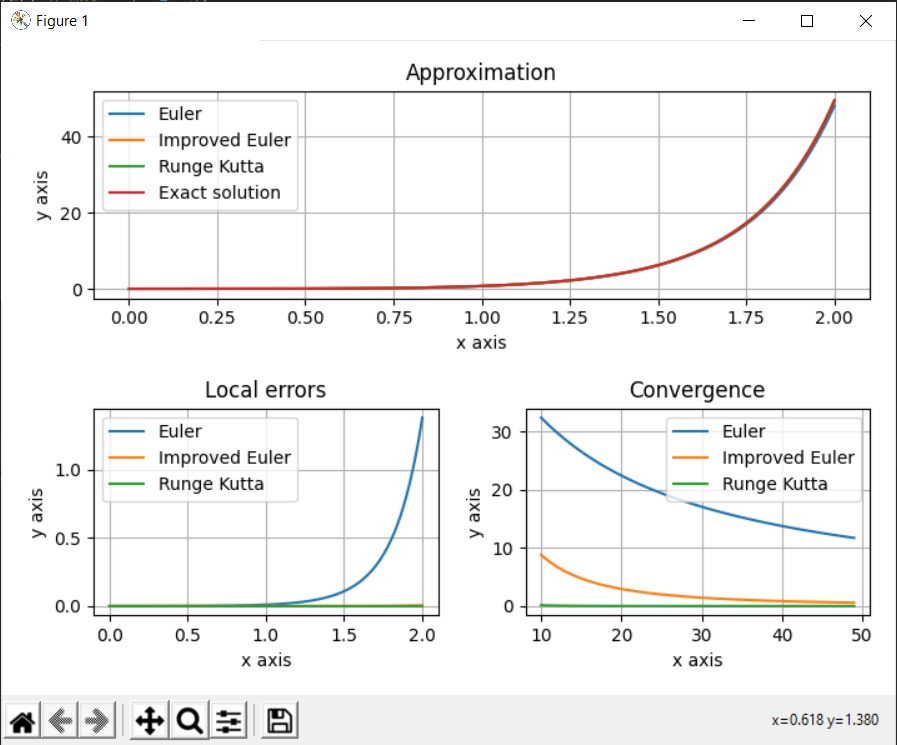 Figure 1
Approximation
Euler
Improved Euler
Runge Kutta
Exact solution
y axis
40
20
0
0.00 0.25 0.50 0.75 1.00 1.25 1.50 1.75 2.00
x axis
Local errors
Euler
Improved Euler
Runge Kutta
y axis
1.0
0.5
0.0
0.0 0.5 1.0 1.5 2.0
x axis
Convergence
Euler
Improved Euler
Runge Kutta
y axis
30
20
10
0
10 20 30 40 50
x axis
x=0.618 y=1.380